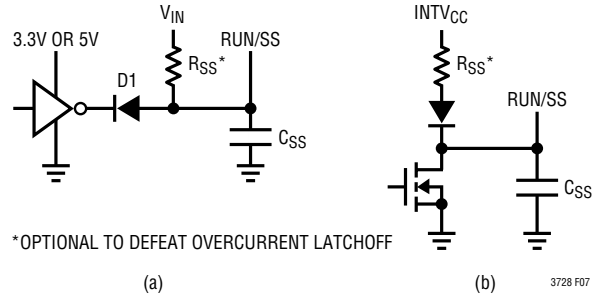 V_IN
3.3V OR 5V
RUN/SS
D1
R_SS*
C_SS
INTV_CC
R_SS*
RUN/SS
C_SS
*OPTIONAL TO DEFEAT OVERCURRENT LATCHOFF
(a)
(b)
3728 F07